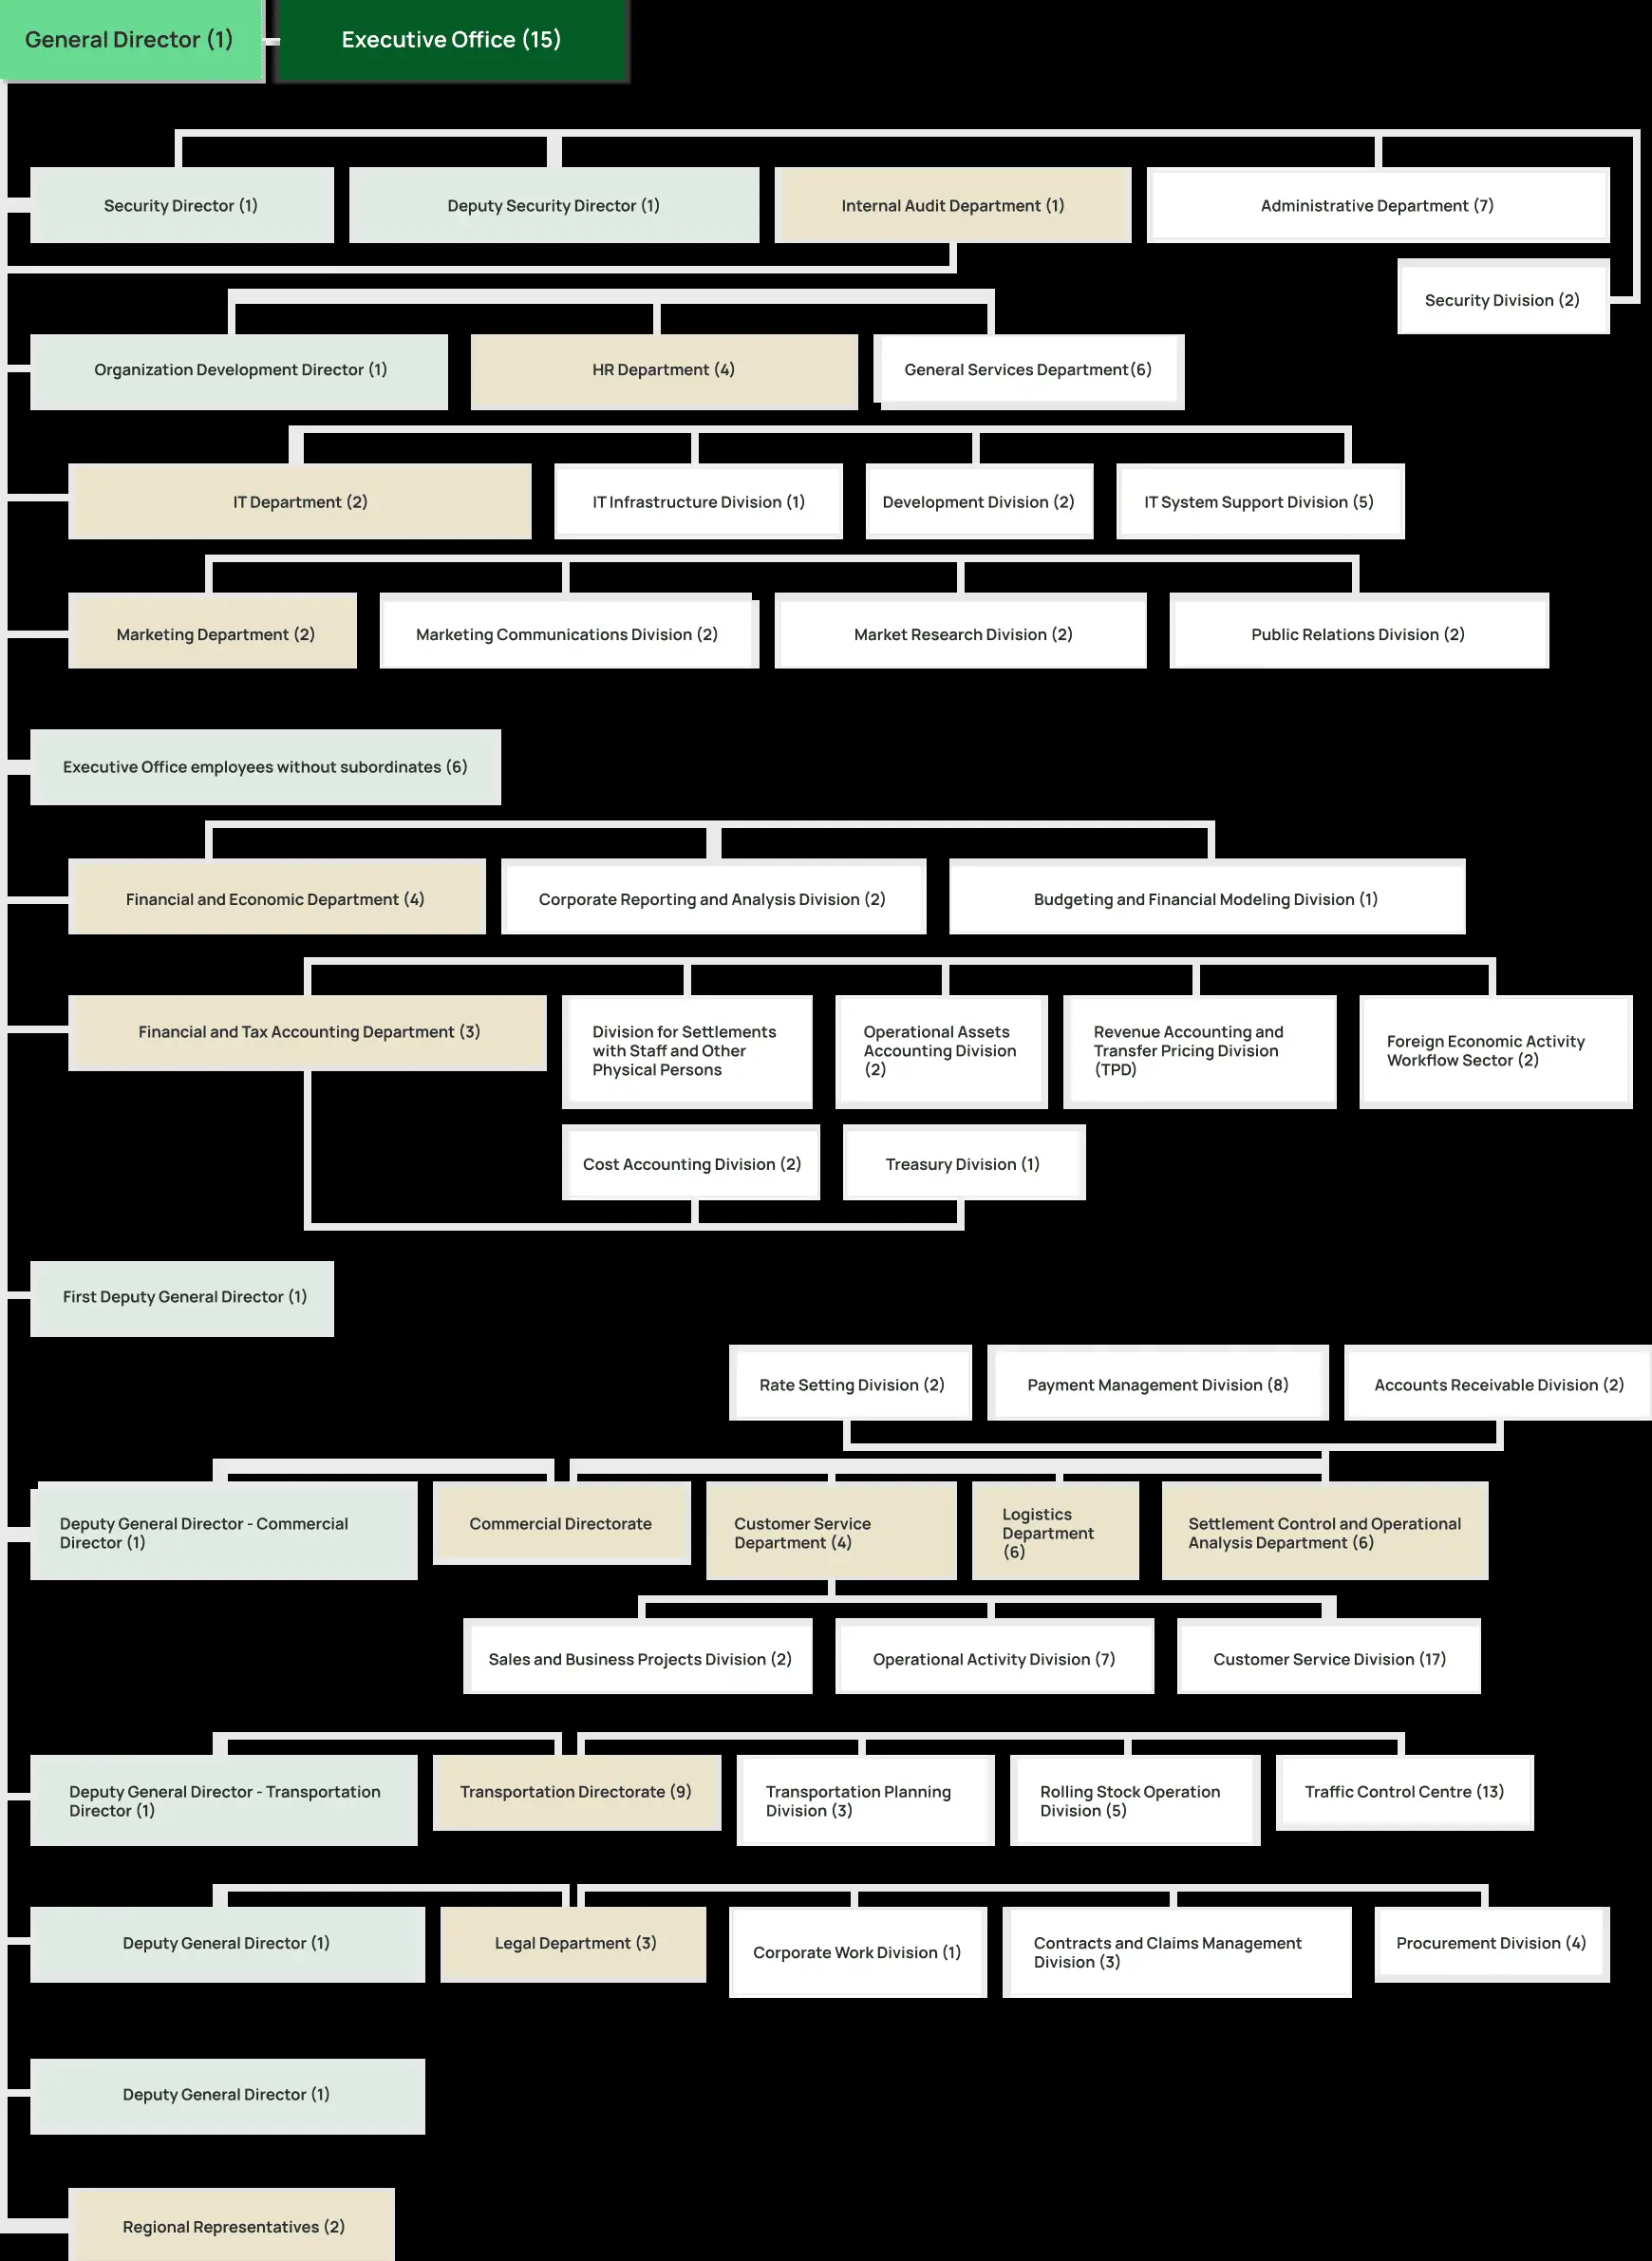 General Director (1)
Executive Office (15)
Security Director (1)
Deputy Security Director (1)
Internal Audit Department (1)
Administrative Department (7)
Security Division (2)
Organization Development Director (1)
HR Department (4)
General Services Department(6)
IT Department (2)
IT Infrastructure Division (1)
Development Division (2)
IT System Support Division (5)
Marketing Department (2)
Marketing Communications Division (2)
Market Research Division (2)
Public Relations Division (2)
Executive Office employees without subordinates (6)
Financial and Economic Department (4)
Corporate Reporting and Analysis Division (2)
Budgeting and Financial Modeling Division (1)
Financial and Tax Accounting Department (3)
Division for Settlements
with Staff and Other
Physical Persons
Operational Assets
Accounting Division
(2)
Revenue Accounting and
Transfer Pricing Division
(TPD)
Foreign Economic Activity
Workflow Sector (2)
Cost Accounting Division (2)
Treasury Division (1)
First Deputy General Director (1)
Rate Setting Division (2)
Payment Management Division (8)
Accounts Receivable Division (2)
Deputy General Director - Commercial
Director (1)
Commercial Directorate
Customer Service
Department (4)
Logistics
Department
(6)
Settlement Control and Operational
Analysis Department (6)
Sales and Business Projects Division (2)
Operational Activity Division (7)
Customer Service Division (17)
Deputy General Director - Transportation
Director (1)
Transportation Directorate (9)
Transportation Planning
Division (3)
Rolling Stock Operation
Division (5)
Traffic Control Centre (13)
Deputy General Director (1)
Legal Department (3)
Corporate Work Division (1)
Contracts and Claims Management
Division (3)
Procurement Division (4)
Deputy General Director (1)
Regional Representatives (2)